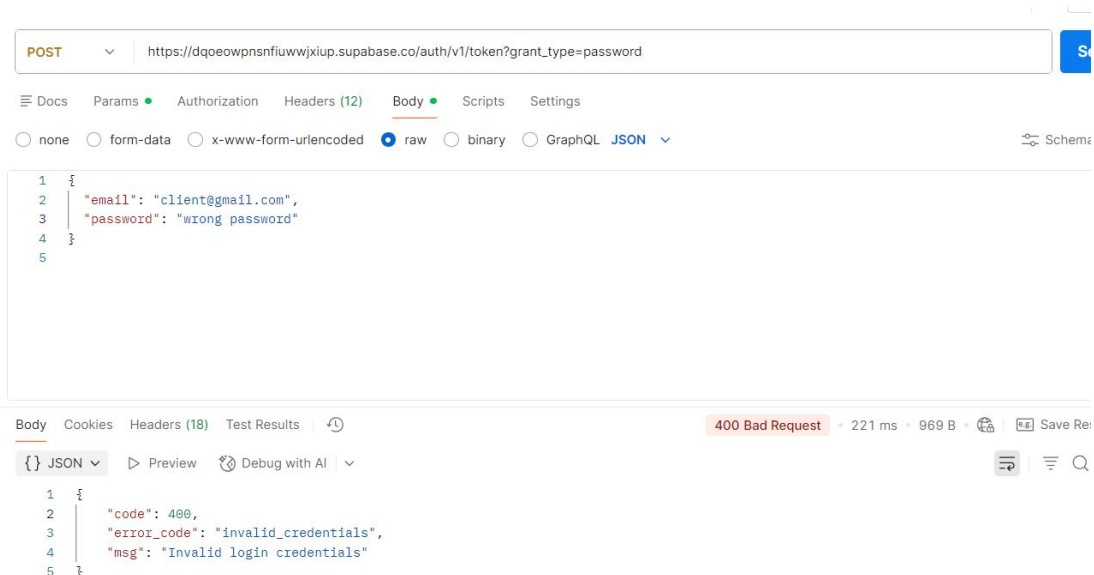 POST https://dqoeowpnsnfiuwwjxiup.supabase.co/auth/v1/token?grant_type=password
Docs Params Authorization Headers (12) Body Scripts Settings
none form-data x-www-form-urlencoded raw binary GraphQL JSON Schema
1 {
2 "email": "client@gmail.com",
3 "password": "wrong password"
4 }
5
Body Cookies Headers (18) Test Results 400 Bad Request 221 ms 969 B e.g. Save Res
{} JSON Preview Debug with AI
1 {
2 "code": 400,
3 "error_code": "invalid_credentials",
4 "msg": "Invalid login credentials"
5 }